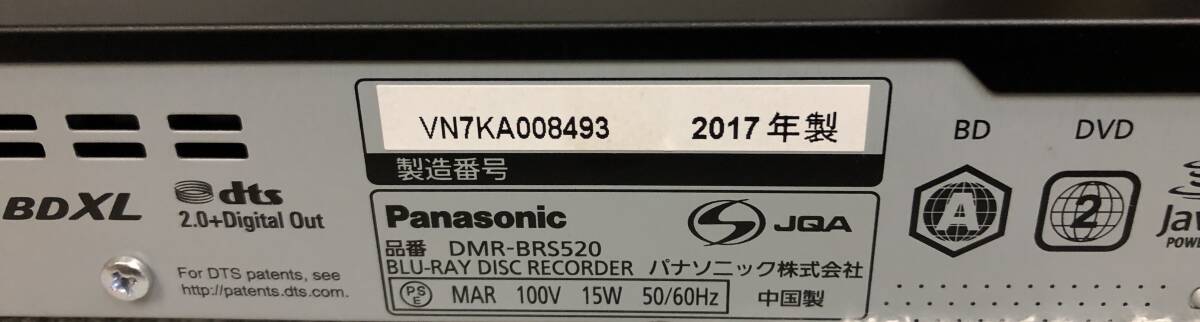 VN7KA008493 2017年製
製造番号
BDXL
dts
2.0+Digital Out
For DTS patents, see
http://patents.dts.com.
Panasonic
JQA
品番 DMR-BRS520
BLU-RAY DISC RECORDER パナソニック株式会社
PSE MAR 100V 15W 50/60Hz 中国製
BD DVD
A 2